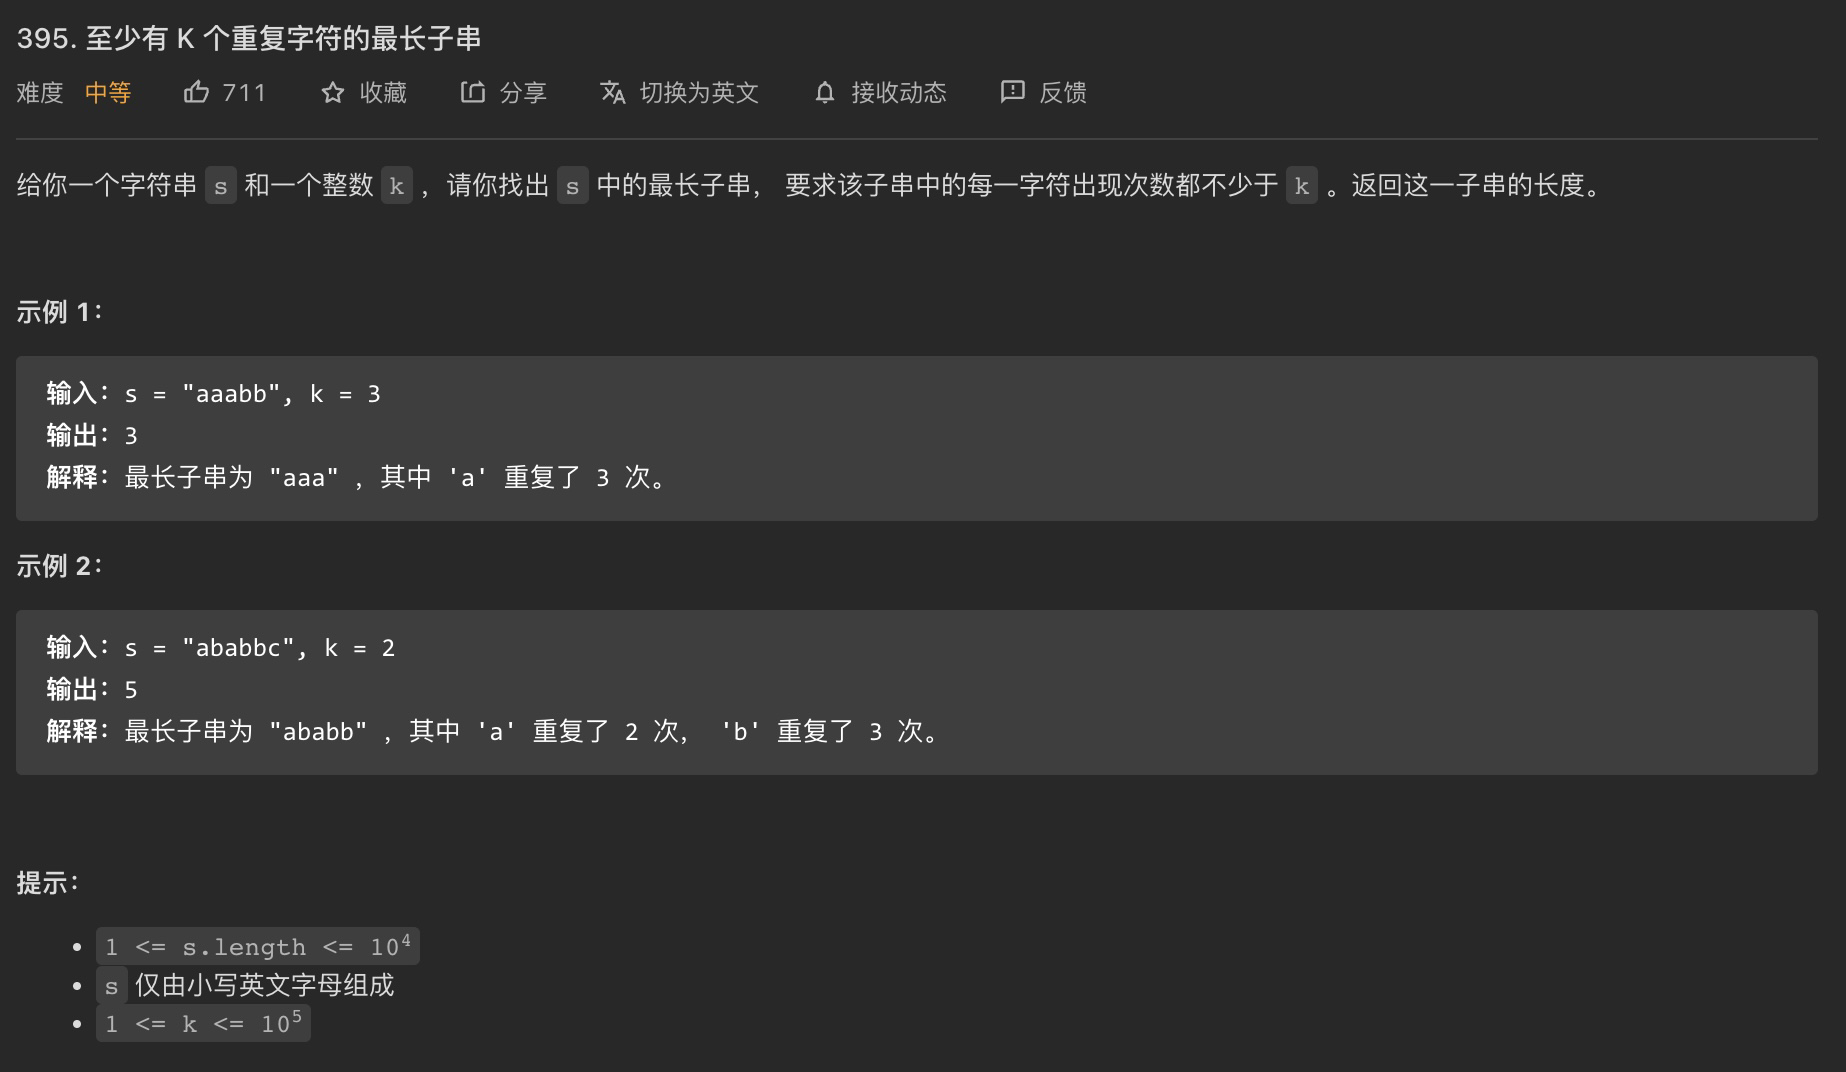 395. 至少有 K 个重复字符的最长子串
难度 中等 711 收藏 分享 切换为英文 接收动态 反馈
给你一个字符串 s 和一个整数 k ，请你找出 s 中的最长子串， 要求该子串中的每一字符出现次数都不少于 k 。返回这一子串的长度。
示例 1：
输入：s = "aaabb", k = 3
输出：3
解释：最长子串为 "aaa" ，其中 'a' 重复了 3 次。
示例 2：
输入：s = "ababbc", k = 2
输出：5
解释：最长子串为 "ababb" ，其中 'a' 重复了 2 次， 'b' 重复了 3 次。
提示：
1 <= s.length <= 10⁴
s 仅由小写英文字母组成
1 <= k <= 10⁵